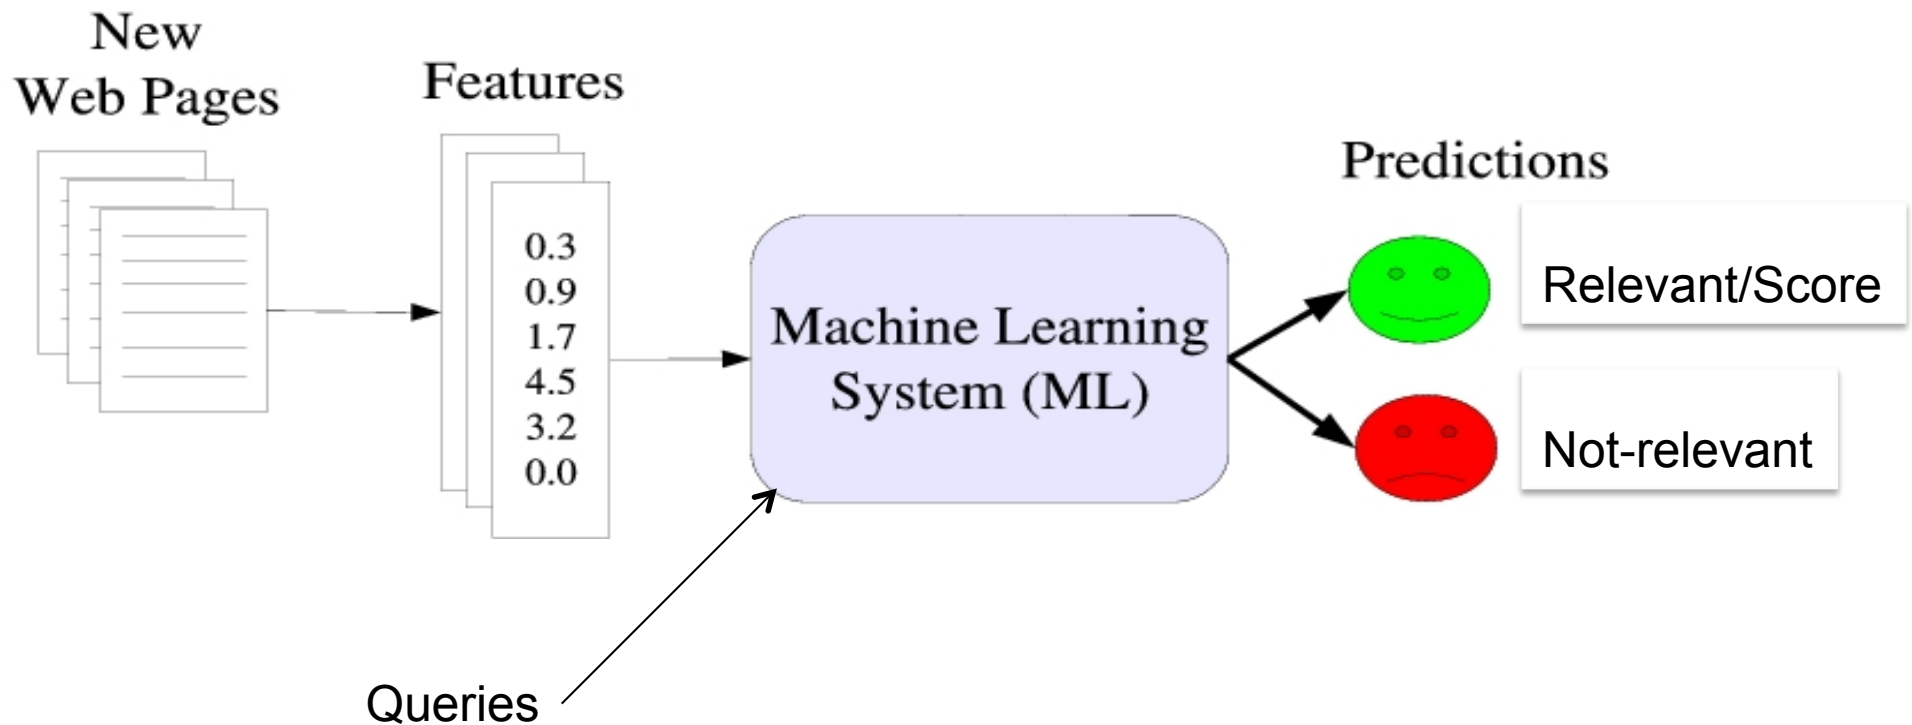 New
Web Pages
Features
0.3
0.9
1.7
4.5
3.2
0.0
Machine Learning
System (ML)
Predictions
Relevant/Score
Not-relevant
Queries